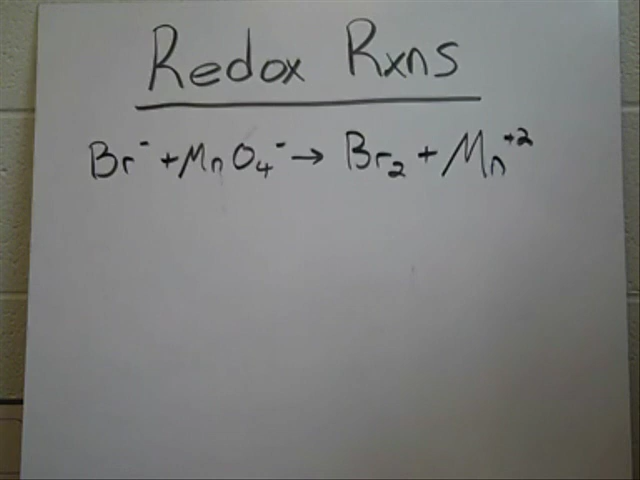 Redox Rxns
Br⁻ + MnO₄⁻ → Br₂ + Mn⁺²